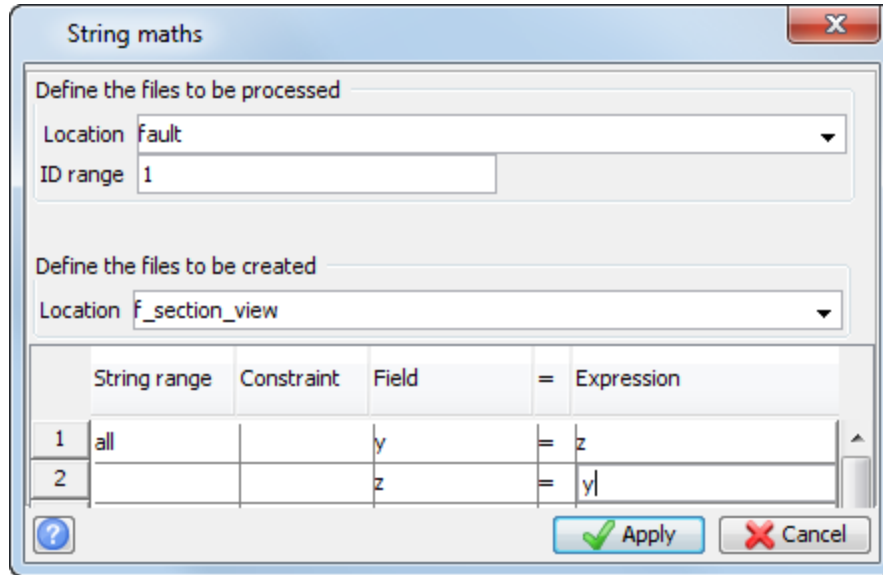 String maths
Define the files to be processed
Location fault
ID range 1
Define the files to be created
Location f_section_view
String range Constraint Field = Expression
1 all y = z
2 z = y
Apply Cancel